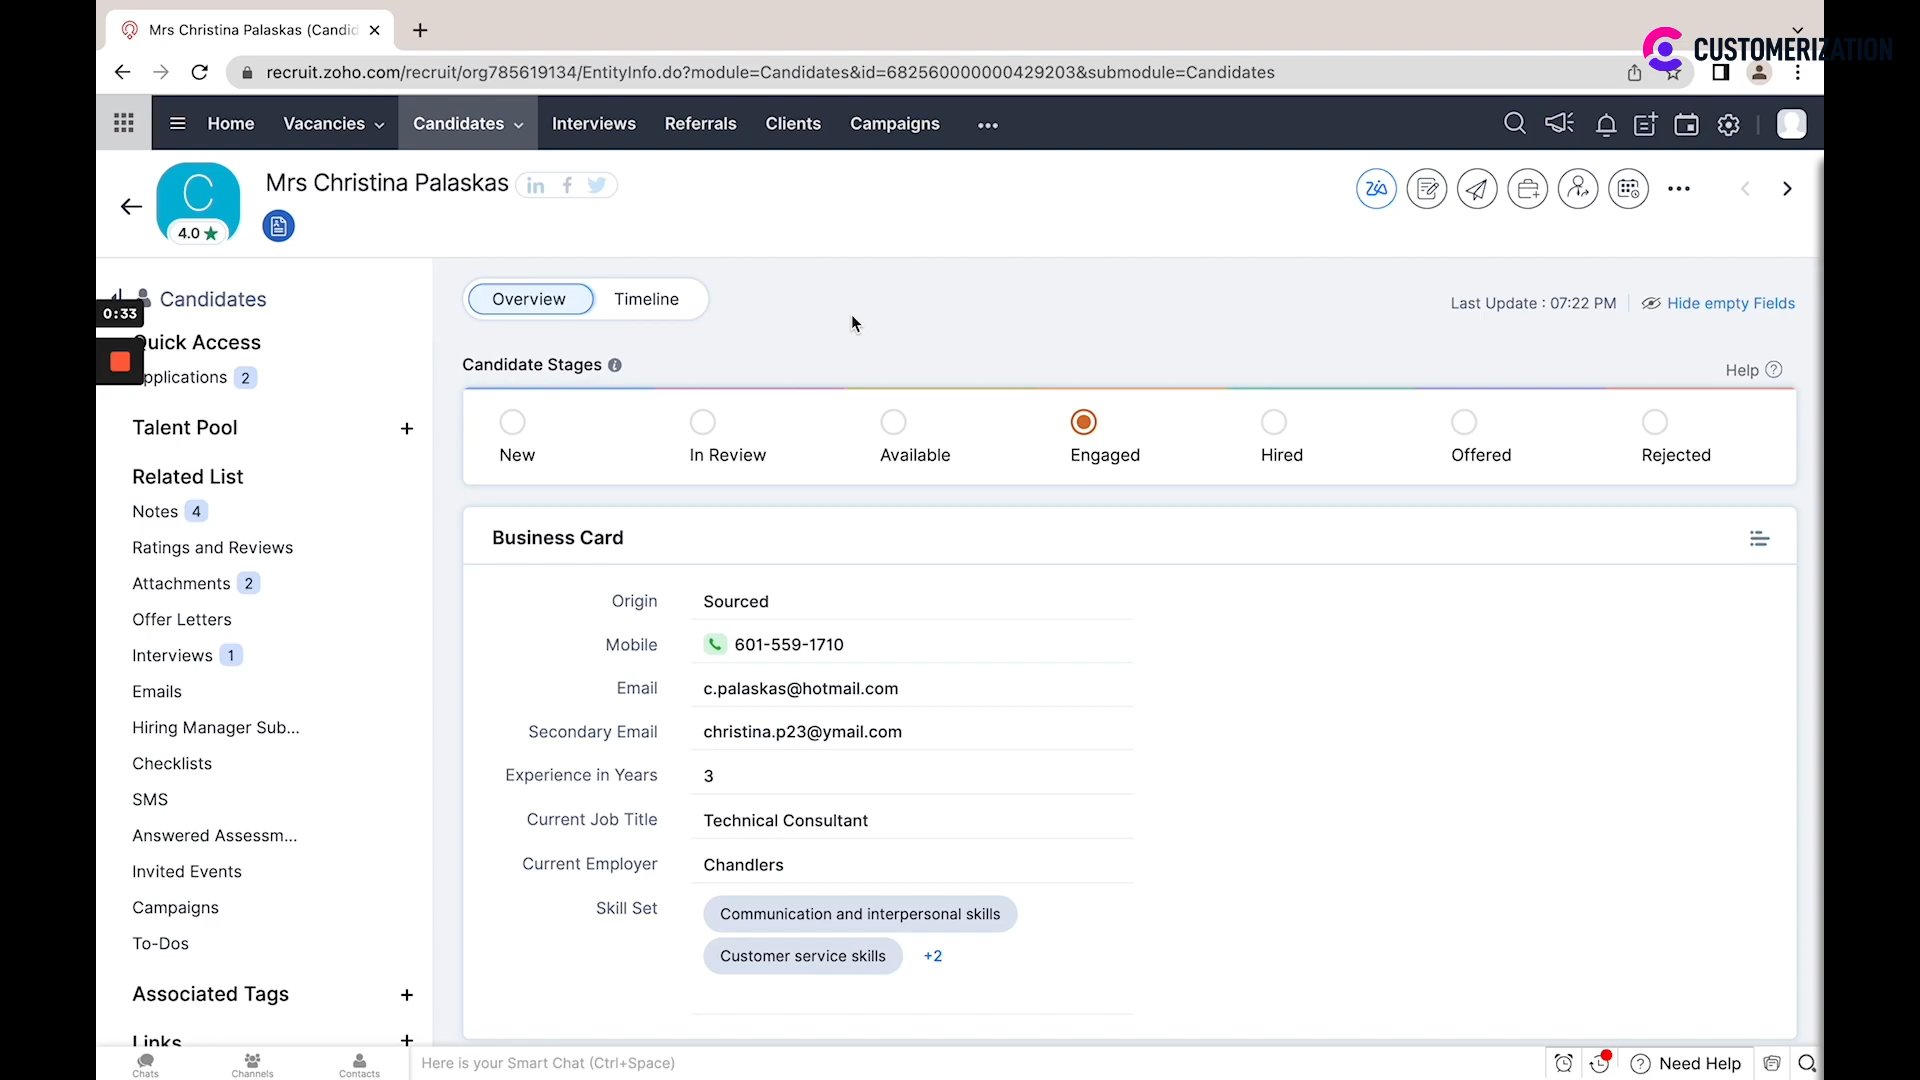 Mrs Christina Palaskas (Candid
CUSTOMERIZATION
recruit.zoho.com/recruit/org785619134/EntityInfo.do?module=Candidates&id=682560000000429203&submodule=Candidates
Home Vacancies Candidates Interviews Referrals Clients Campaigns
C
4.0
Mrs Christina Palaskas
in
Zia
Candidates
0:33
Quick Access
pplications 2
Talent Pool +
Related List
Notes 4
Ratings and Reviews
Attachments 2
Offer Letters
Interviews 1
Emails
Hiring Manager Sub...
Checklists
SMS
Answered Assessm...
Invited Events
Campaigns
To-Dos
Associated Tags +
Links +
Overview Timeline
Last Update : 07:22 PM Hide empty Fields
Candidate Stages
Help
New In Review Available Engaged Hired Offered Rejected
Business Card
Origin Sourced
Mobile 601-559-1710
Email c.palaskas@hotmail.com
Secondary Email christina.p23@ymail.com
Experience in Years 3
Current Job Title Technical Consultant
Current Employer Chandlers
Skill Set Communication and interpersonal skills
Customer service skills +2
Chats Channels Contacts
Here is your Smart Chat (Ctrl+Space)
Need Help